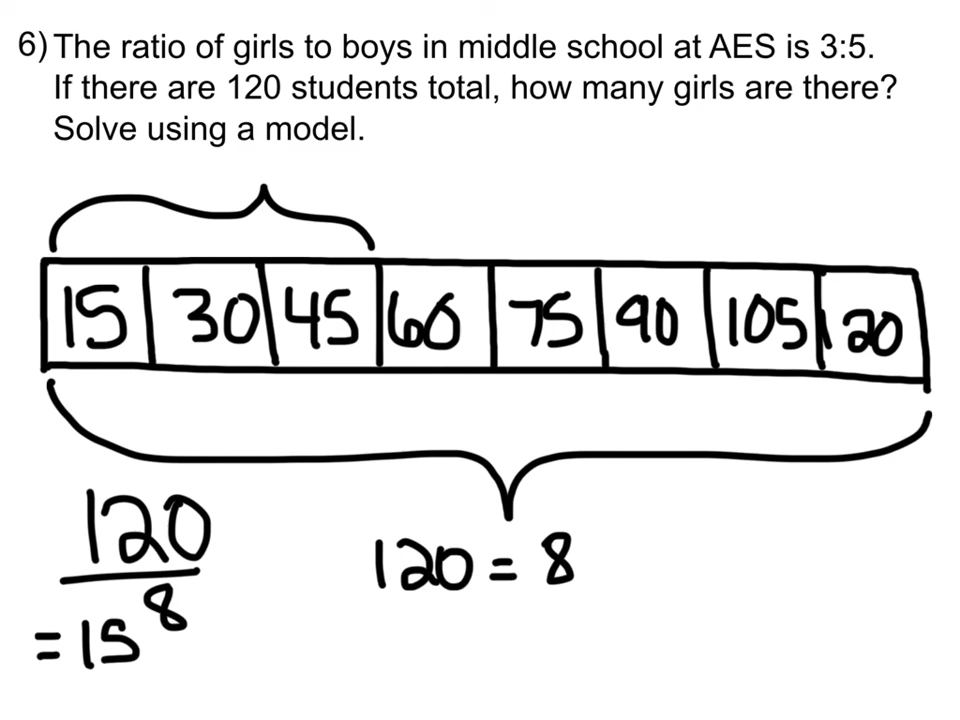 6) The ratio of girls to boys in middle school at AES is 3:5.
If there are 120 students total, how many girls are there?
Solve using a model.
15 30 45 60 75 90 105 120
120
8
= 15
120 = 8